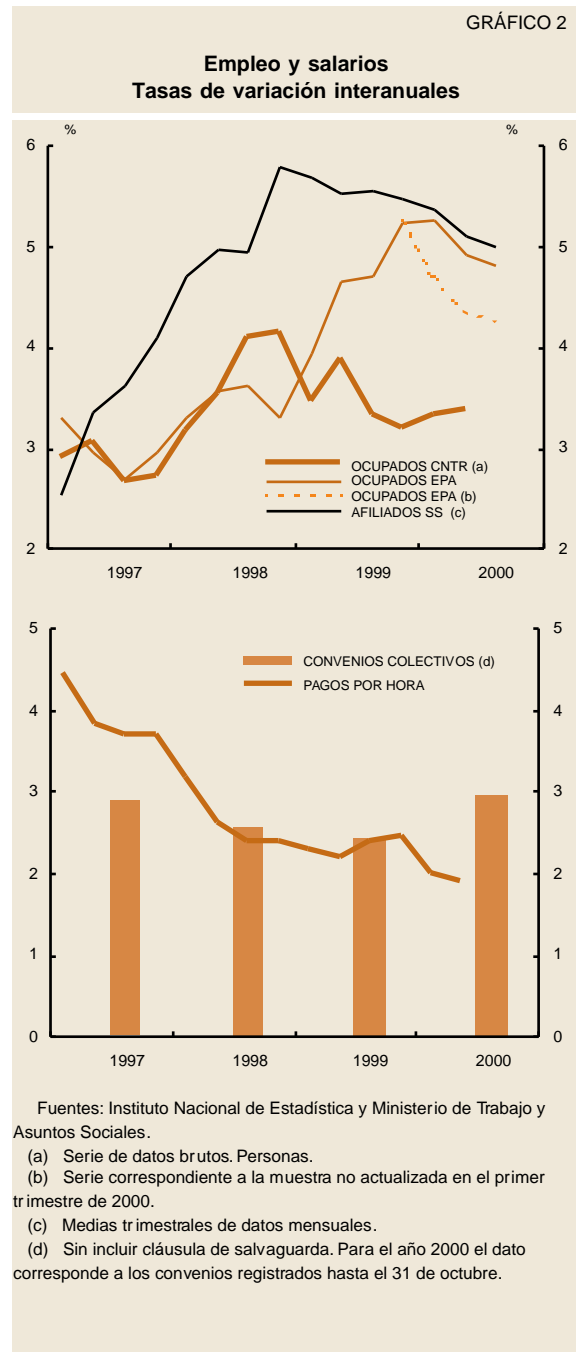 GRÁFICO 2
Empleo y salarios
Tasas de variación interanuales
% %
6 6
5 5
4 4
3 3
2 2
OCUPADOS CNTR (a)
OCUPADOS EPA
OCUPADOS EPA (b)
AFILIADOS SS (c)
1997 1998 1999 2000
5 5
4 4
3 3
2 2
1 1
0 0
CONVENIOS COLECTIVOS (d)
PAGOS POR HORA
1997 1998 1999 2000
Fuentes: Instituto Nacional de Estadística y Ministerio de Trabajo y
Asuntos Sociales.
(a) Serie de datos brutos. Personas.
(b) Serie correspondiente a la muestra no actualizada en el primer
trimestre de 2000.
(c) Medias trimestrales de datos mensuales.
(d) Sin incluir cláusula de salvaguarda. Para el año 2000 el dato
corresponde a los convenios registrados hasta el 31 de octubre.